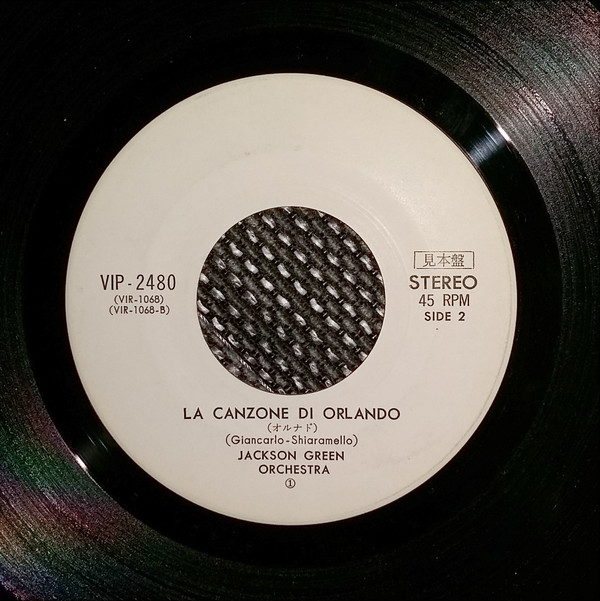 VIP-2480
(VIR-1068)
(VIR-1068-B)
見本盤
STEREO
45 RPM
SIDE 2
LA CANZONE DI ORLANDO
(オルナド)
(Giancarlo-Shiaramello)
JACKSON GREEN
ORCHESTRA
①